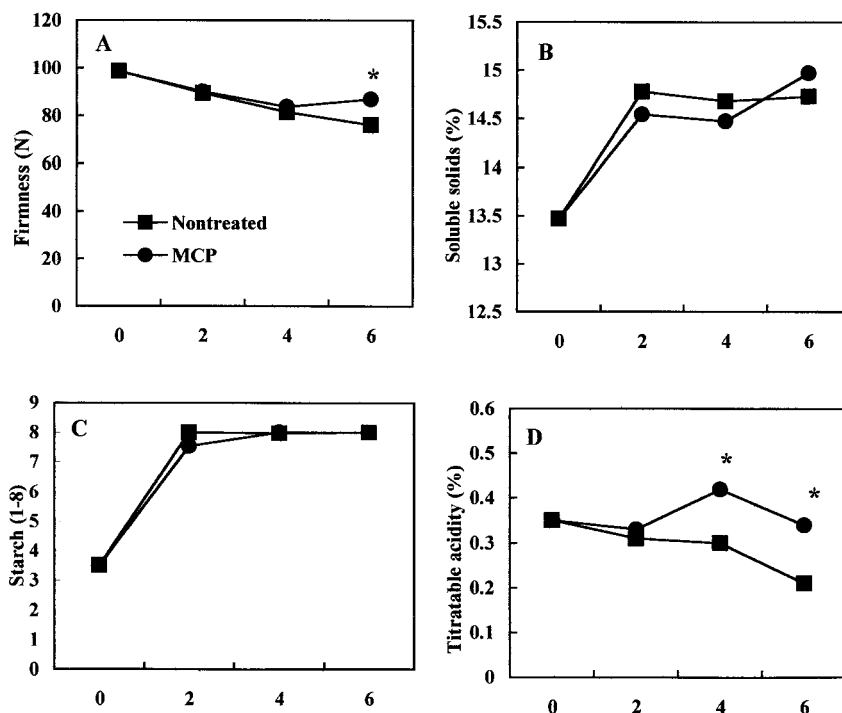 A
Firmness (N)
120
100
80
60
40
20
0
*
Nontreated
MCP
0 2 4 6
B
Soluble solids (%)
15.5
15
14.5
14
13.5
13
12.5
0 2 4 6
C
Starch (1-8)
9
8
7
6
5
4
3
2
1
0
0 2 4 6
D
Titratable acidity (%)
0.6
0.5
0.4
0.3
0.2
0.1
0
* *
0 2 4 6